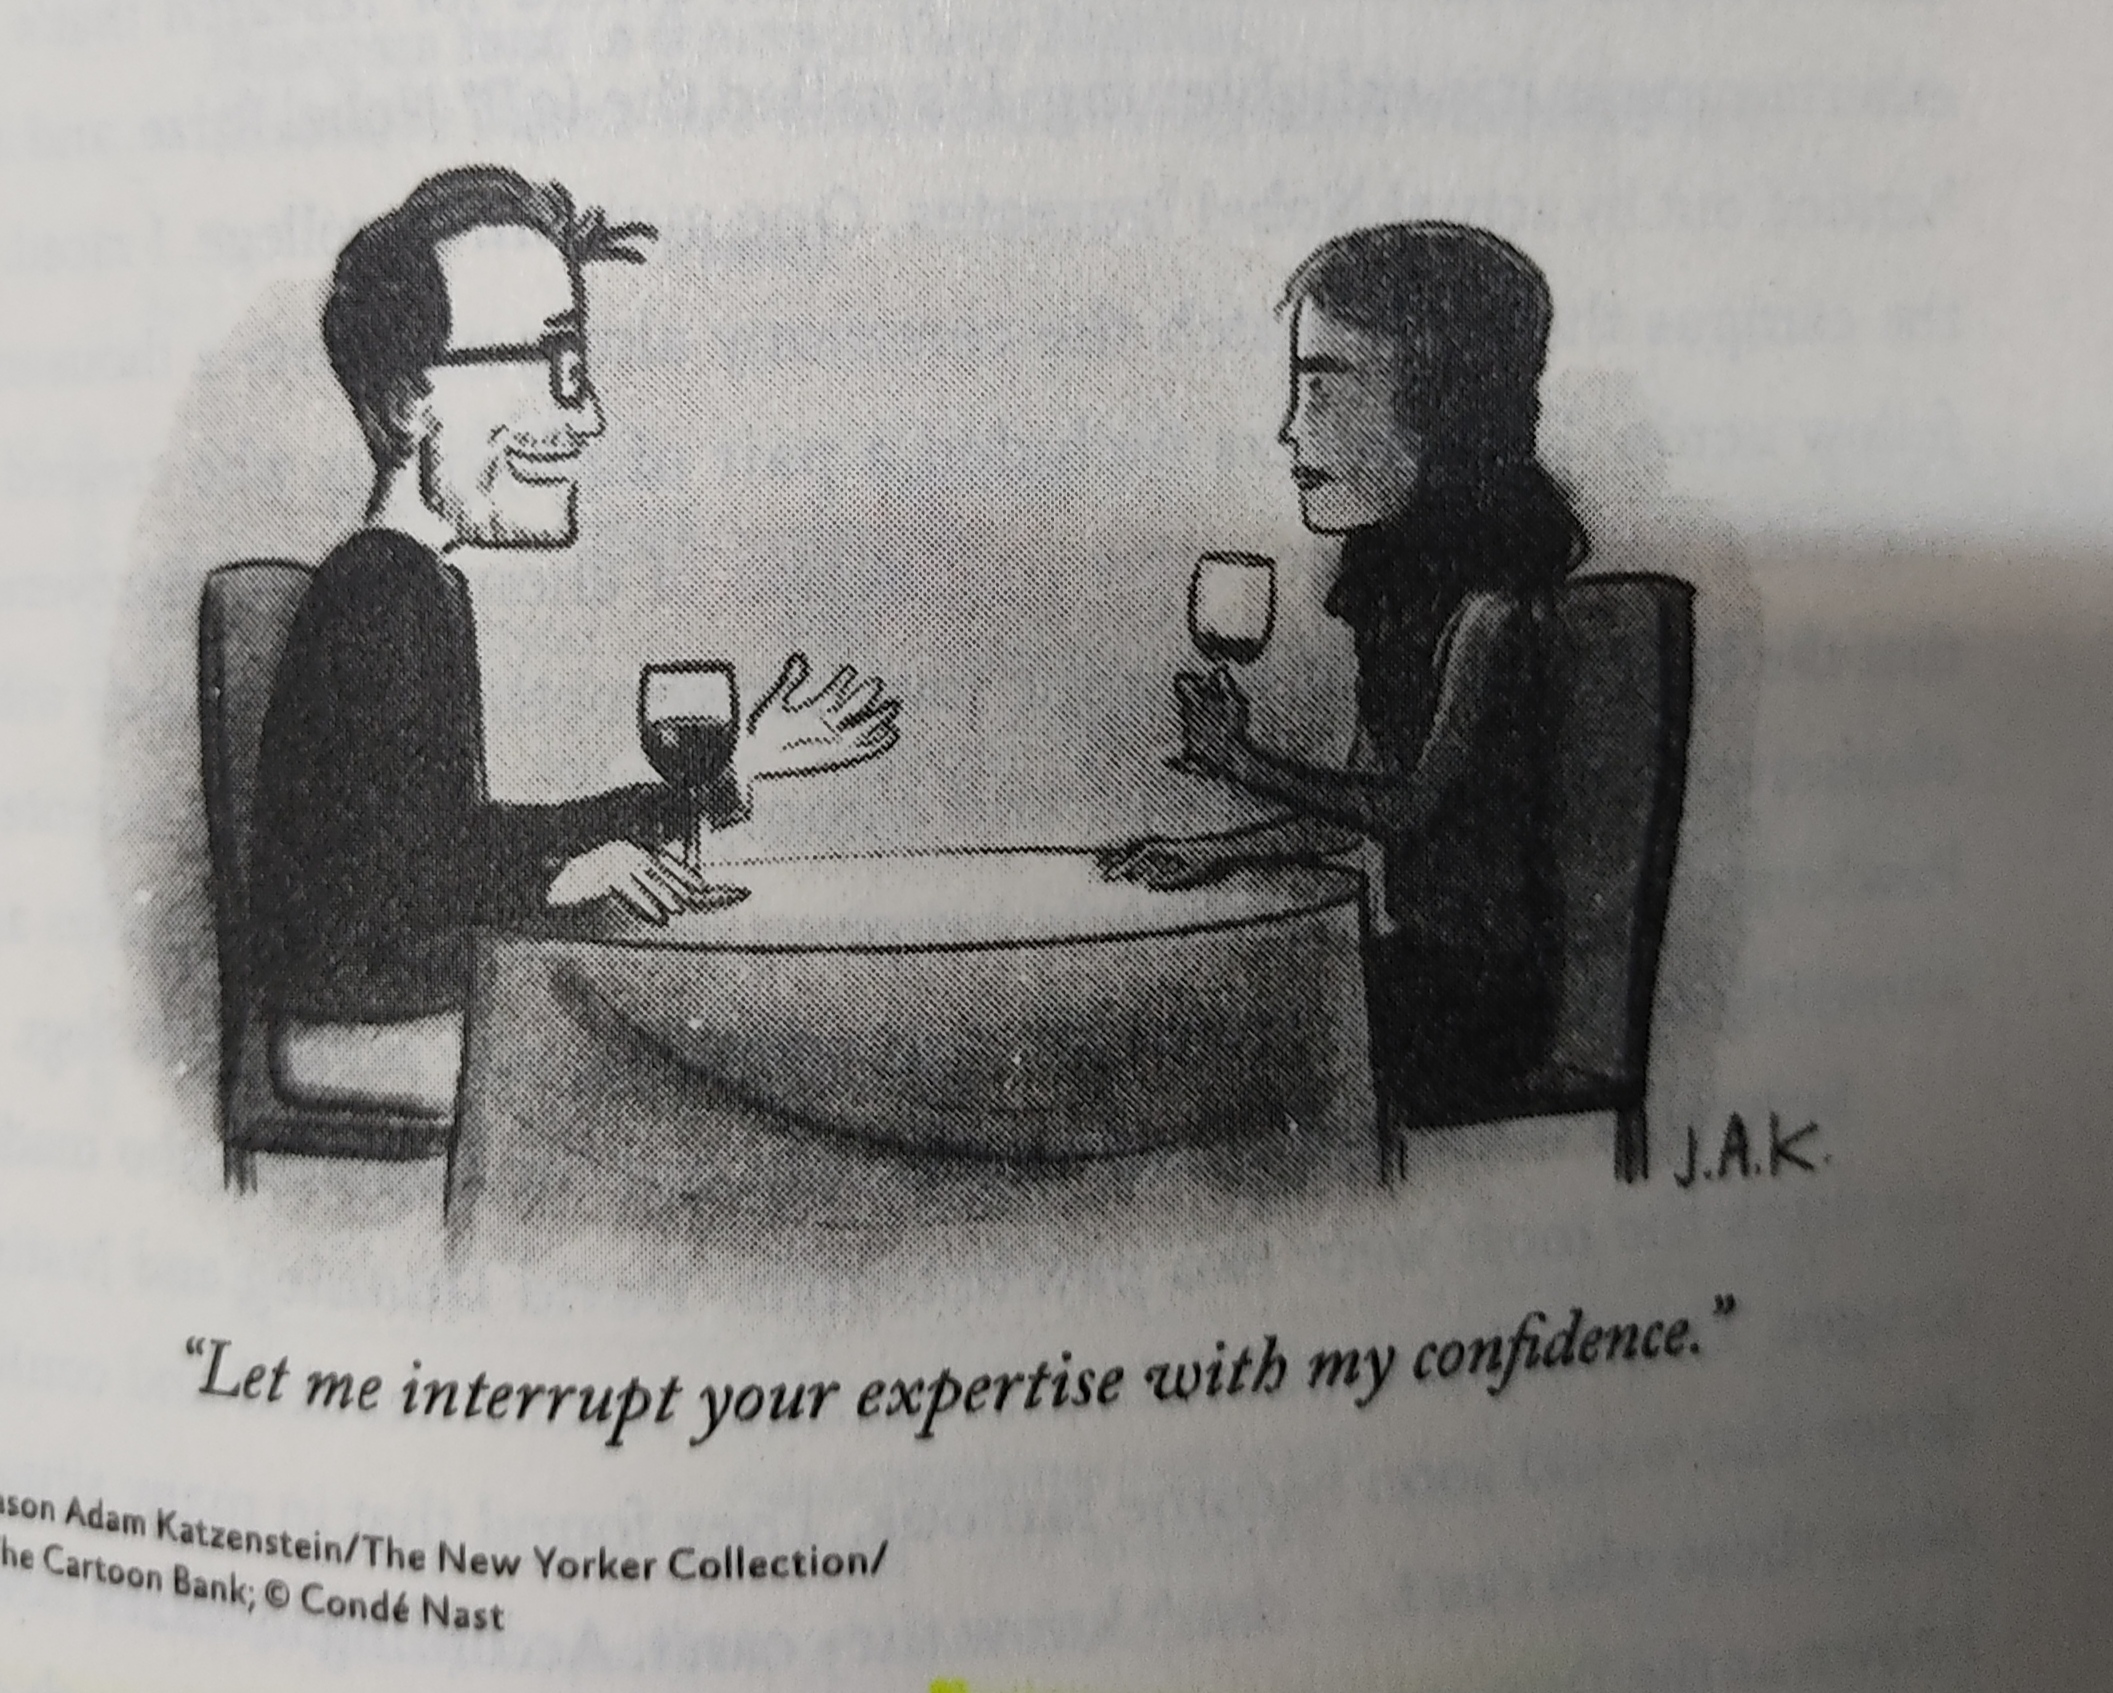 J.A.K.
“Let me interrupt your expertise with my confidence.”
ason Adam Katzenstein/The New Yorker Collection/
he Cartoon Bank; © Condé Nast